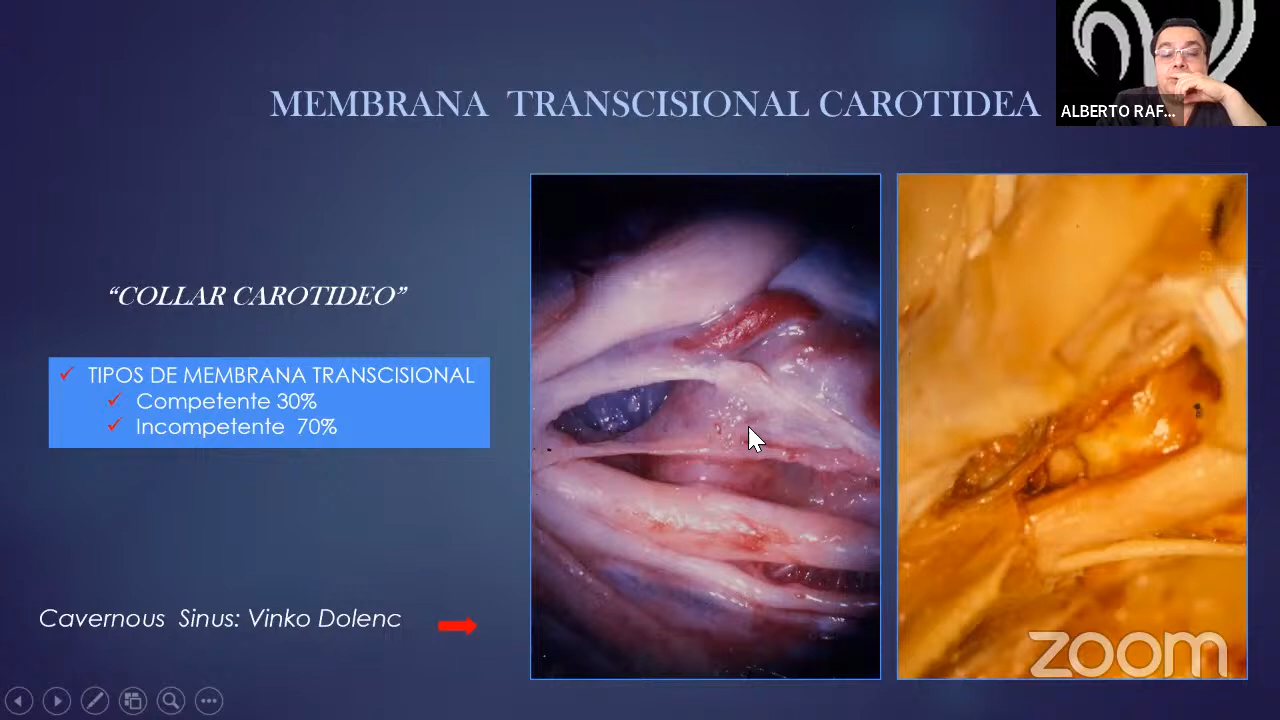 MEMBRANA TRANSCISIONAL CAROTIDEA
ALBERTO RAF...
“COLLAR CAROTIDEO”
TIPOS DE MEMBRANA TRANSCISIONAL
Competente 30%
Incompetente 70%
Cavernous Sinus: Vinko Dolenc
zoom